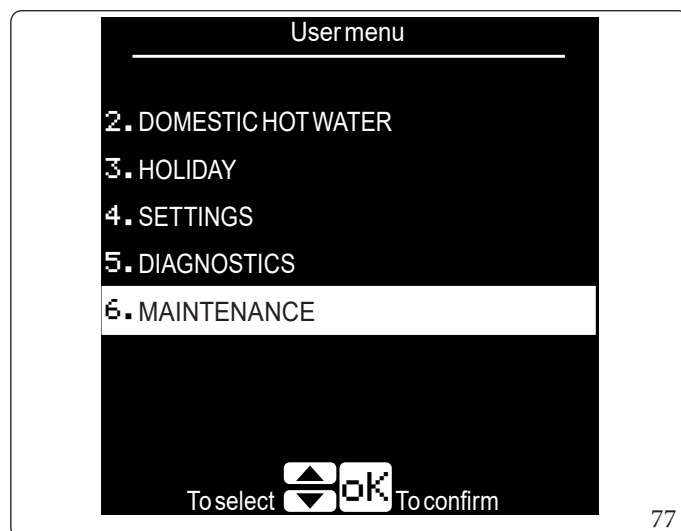 User menu
2. DOMESTIC HOT WATER
3. HOLIDAY
4. SETTINGS
5. DIAGNOSTICS
6. MAINTENANCE
To select oK To confirm
77